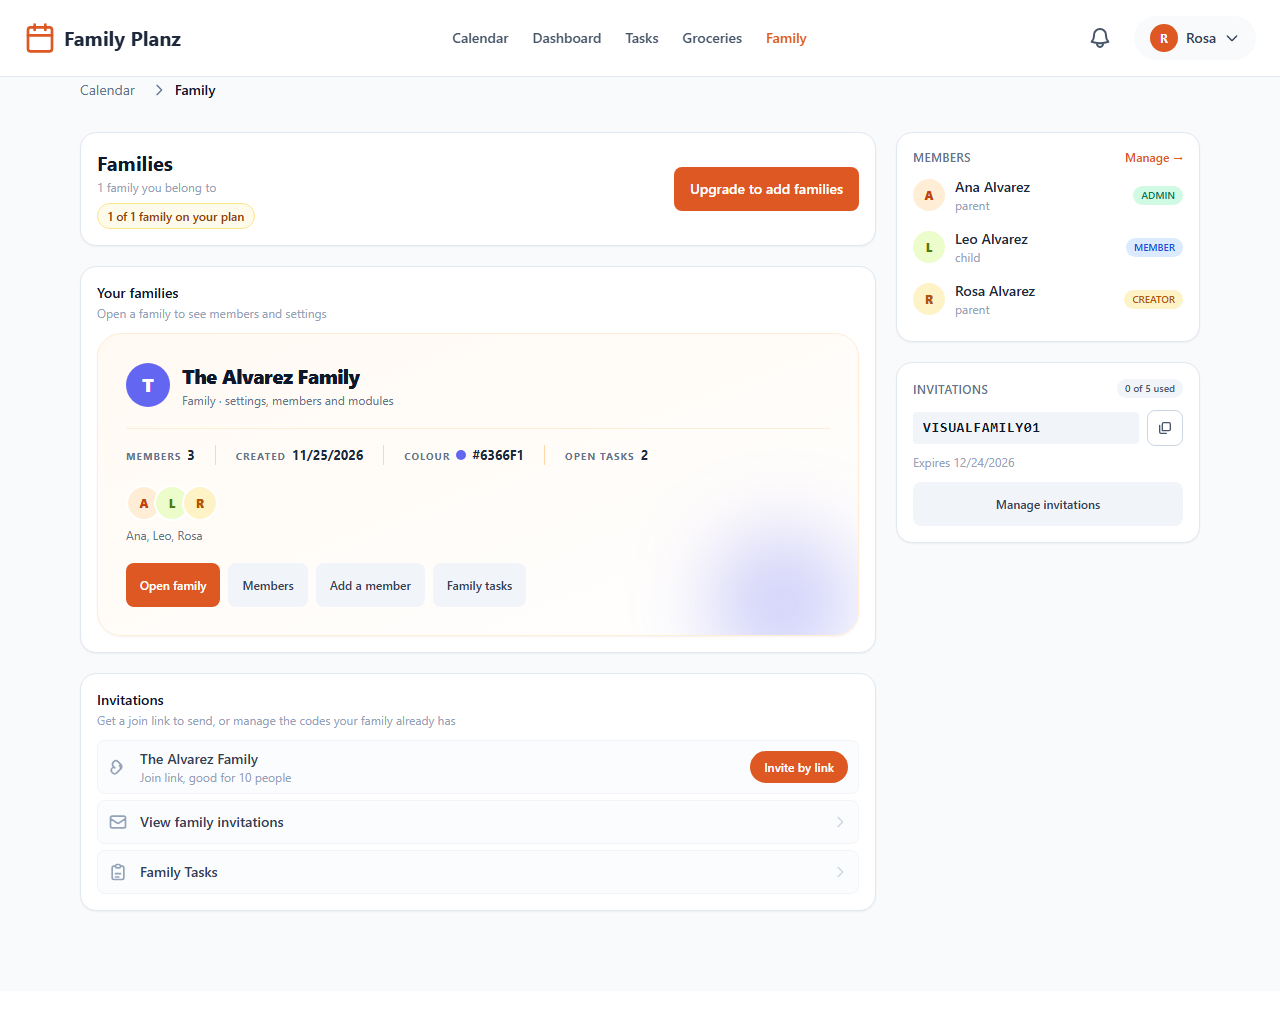 Family Planz
Calendar
Dashboard
Tasks
Groceries
Family
R
Rosa
Calendar
Family
Families
1 family you belong to
1 of 1 family on your plan
Upgrade to add families
Your families
Open a family to see members and settings
T
The Alvarez Family
Family · settings, members and modules
MEMBERS 3
CREATED 11/25/2026
COLOUR #6366F1
OPEN TASKS 2
A
L
R
Ana, Leo, Rosa
Open family
Members
Add a member
Family tasks
Invitations
Get a join link to send, or manage the codes your family already has
The Alvarez Family
Join link, good for 10 people
Invite by link
View family invitations
Family Tasks
MEMBERS
Manage →
A
Ana Alvarez
parent
ADMIN
L
Leo Alvarez
child
MEMBER
R
Rosa Alvarez
parent
CREATOR
INVITATIONS
0 of 5 used
VISUALFAMILY01
Expires 12/24/2026
Manage invitations